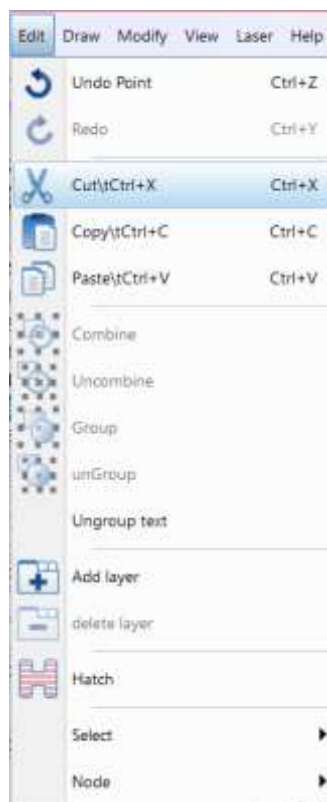 Edit Draw Modify View Laser Help
Undo Point Ctrl+Z
Redo Ctrl+Y
Cut\tCtrl+X Ctrl+X
Copy\tCtrl+C Ctrl+C
Paste\tCtrl+V Ctrl+V
Combine
Uncombine
Group
unGroup
Ungroup text
Add layer
delete layer
Hatch
Select
Node